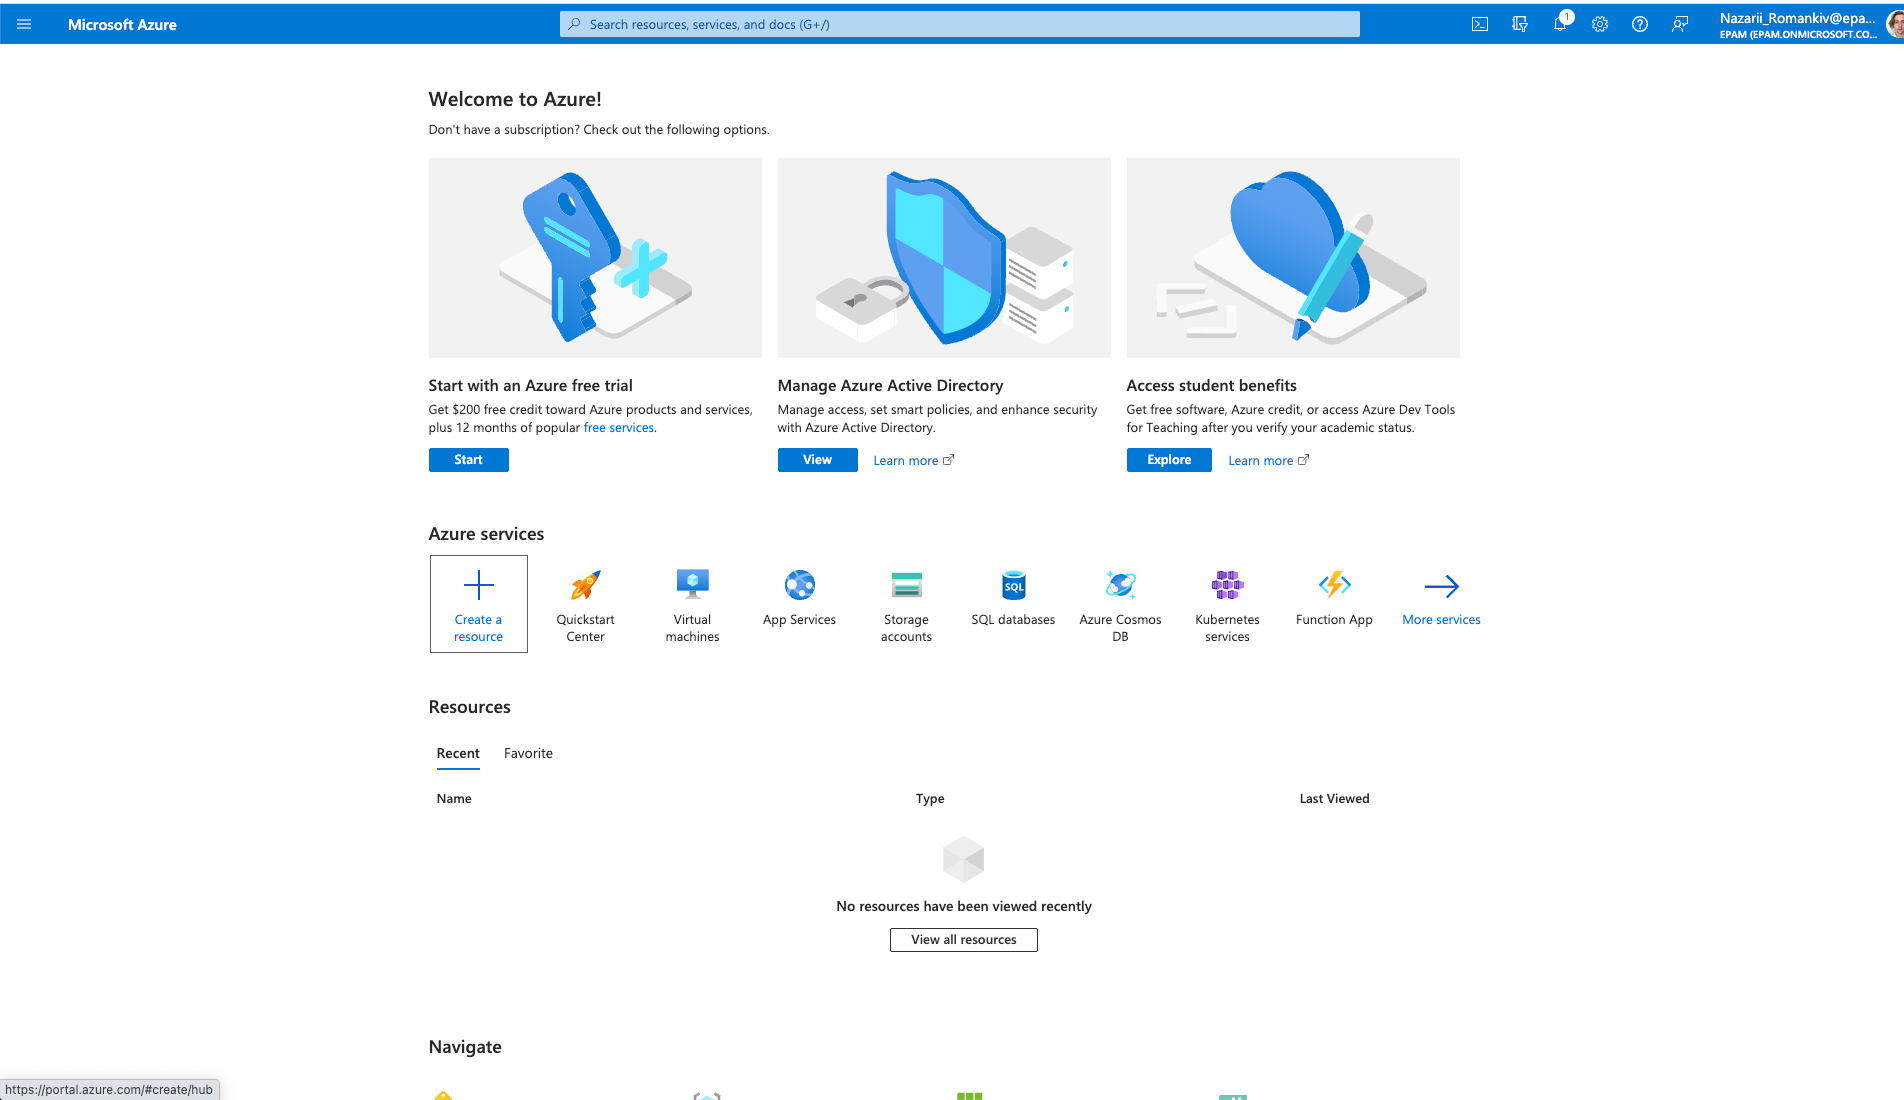 Microsoft Azure
Search resources, services, and docs (G+/)
1
Nazarii_Romankiv@epa...
EPAM (EPAM.ONMICROSOFT.CO...
Welcome to Azure!
Don't have a subscription? Check out the following options.
Start with an Azure free trial
Get $200 free credit toward Azure products and services,
plus 12 months of popular free services.
Start
Manage Azure Active Directory
Manage access, set smart policies, and enhance security
with Azure Active Directory.
View
Learn more
Access student benefits
Get free software, Azure credit, or access Azure Dev Tools
for Teaching after you verify your academic status.
Explore
Learn more
Azure services
Create a
resource
Quickstart
Center
Virtual
machines
App Services
Storage
accounts
SQL
SQL databases
Azure Cosmos
DB
Kubernetes
services
Function App
More services
Resources
Recent
Favorite
Name
Type
Last Viewed
No resources have been viewed recently
View all resources
Navigate
https://portal.azure.com/#create/hub